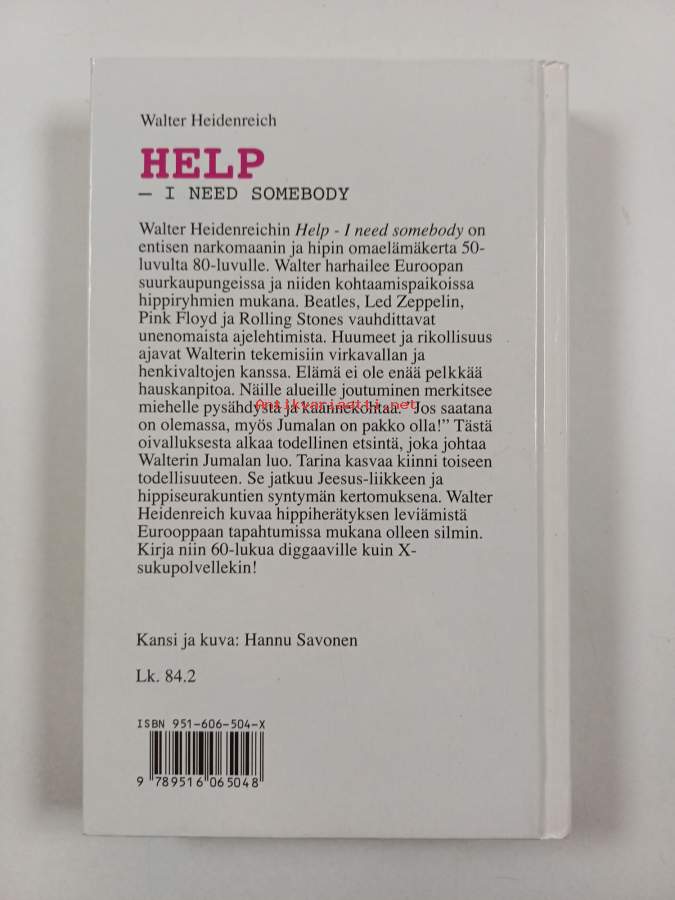 Walter Heidenreich
HELP
– I NEED SOMEBODY
Walter Heidenreichin Help - I need somebody on
entisen narkomaanin ja hipin omaelämäkerta 50-
luvulta 80-luvulle. Walter harhailee Euroopan
suurkaupungeissa ja niiden kohtaamispaikoissa
hippiryhmien mukana. Beatles, Led Zeppelin,
Pink Floyd ja Rolling Stones vauhdittavat
unenomaista ajelehtimista. Huumeet ja rikollisuus
ajavat Walterin tekemisiin virkavallan ja
henkivaltojen kanssa. Elämä ei ole enää pelkkää
hauskanpitoa. Näille alueille joutuminen merkitsee
miehelle pysähdystä ja käännekohtaa. "Jos saatana
Antikvariaatti.net
on olemassa, myös Jumalan on pakko olla!" Tästä
oivalluksesta alkaa todellinen etsintä, joka johtaa
Walterin Jumalan luo. Tarina kasvaa kiinni toiseen
todellisuuteen. Se jatkuu Jeesus-liikkeen ja
hippiseurakuntien syntymän kertomuksena. Walter
Heidenreich kuvaa hippiherätyksen leviämistä
Eurooppaan tapahtumissa mukana olleen silmin.
Kirja niin 60-lukua diggaaville kuin X-
sukupolvellekin!
Kansi ja kuva: Hannu Savonen
Lk. 84.2
ISBN 951-606-504-X
9 789516 065048